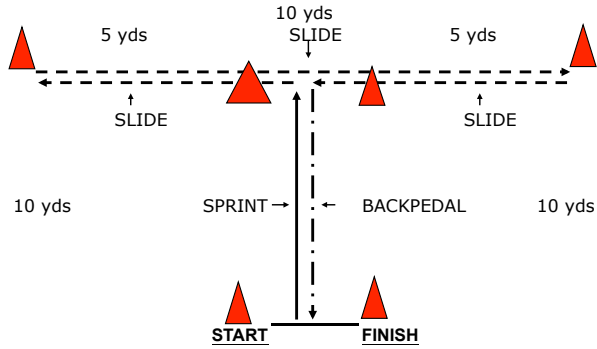 10 yds
5 yds
SLIDE
5 yds
SLIDE
SLIDE
10 yds
SPRINT
BACKPEDAL
10 yds
START
FINISH